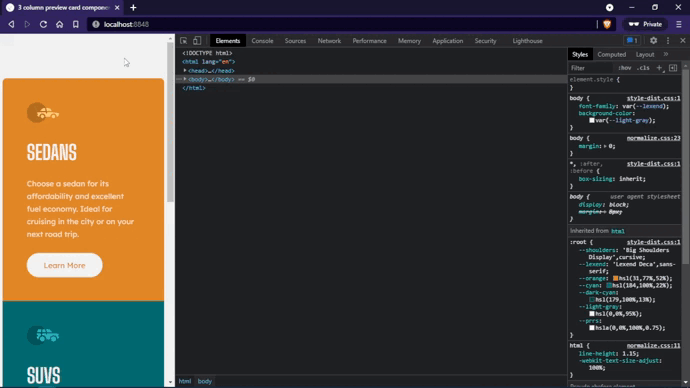 3 column preview card componen
localhost:8848
Private
Elements
Console
Sources
Network
Performance
Memory
Application
Security
Lighthouse
1
<!DOCTYPE html>
<html lang="en">
<head>…</head>
<body>…</body> == $0
</html>
SEDANS
Choose a sedan for its
affordability and excellent
fuel economy. Ideal for
cruising in the city or on your
next road trip.
Learn More
SUVS
Styles
Computed
Layout
Filter
:hov
.cls
element.style {
}
body {
style-dist.css:1
font-family: var(--lexend);
background-color:
var(--light-gray);
}
body {
normalize.css:23
margin: 0;
}
*, :after,
:before {
style-dist.css:1
box-sizing: inherit;
}
body {
user agent stylesheet
display: block;
margin: 8px;
}
Inherited from html
:root {
style-dist.css:1
--shoulders: 'Big Shoulders
Display',cursive;
--lexend: 'Lexend Deca',sans-
serif;
--orange: hsl(31,77%,52%);
--cyan: hsl(184,100%,22%);
--dark-cyan:
hsl(179,100%,13%);
--light-gray:
hsl(0,0%,95%);
--prrs:
hsla(0,0%,100%,0.75);
}
html {
normalize.css:11
line-height: 1.15;
-webkit-text-size-adjust:
100%;
}
html
body